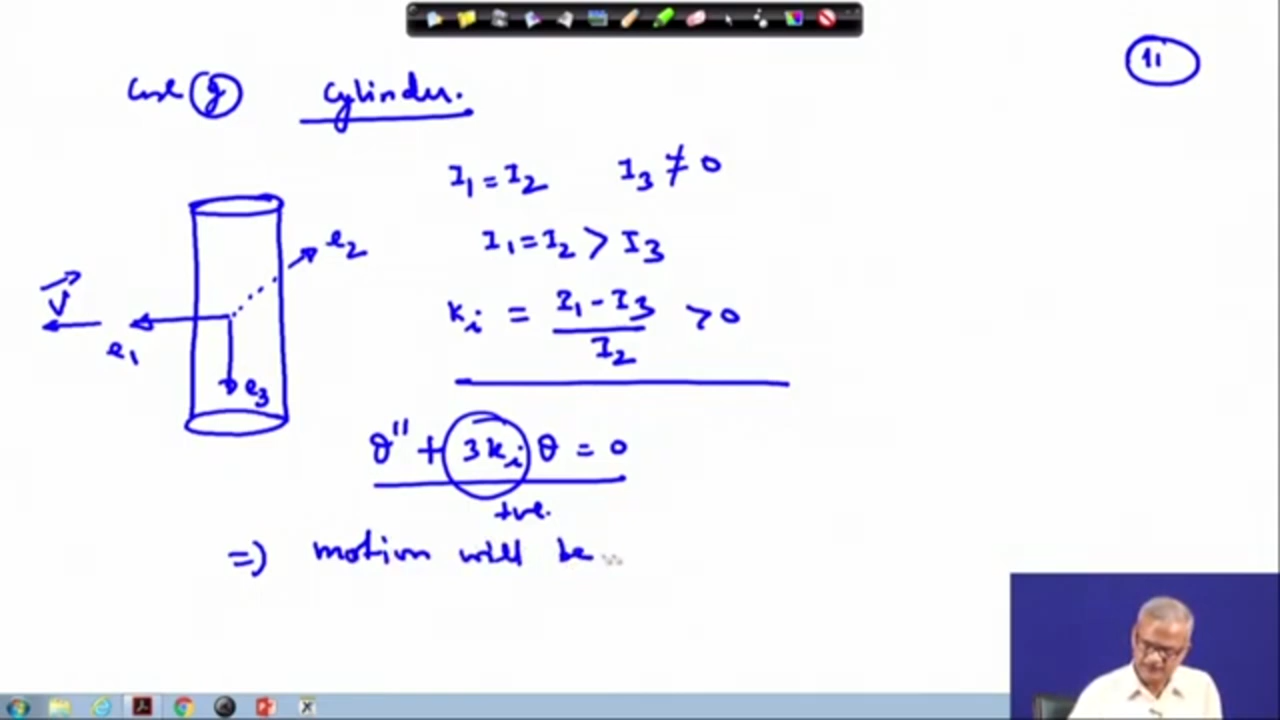 11
Case g cylinder.
I₁ = I₂ I₃ ≠ 0
I₁ = I₂ > I₃
kᵢ = (I₁ - I₃) / I₂ > 0
V
e₁
e₂
e₃
θ'' + 3kᵢ θ = 0
+ve.
=) motion will be